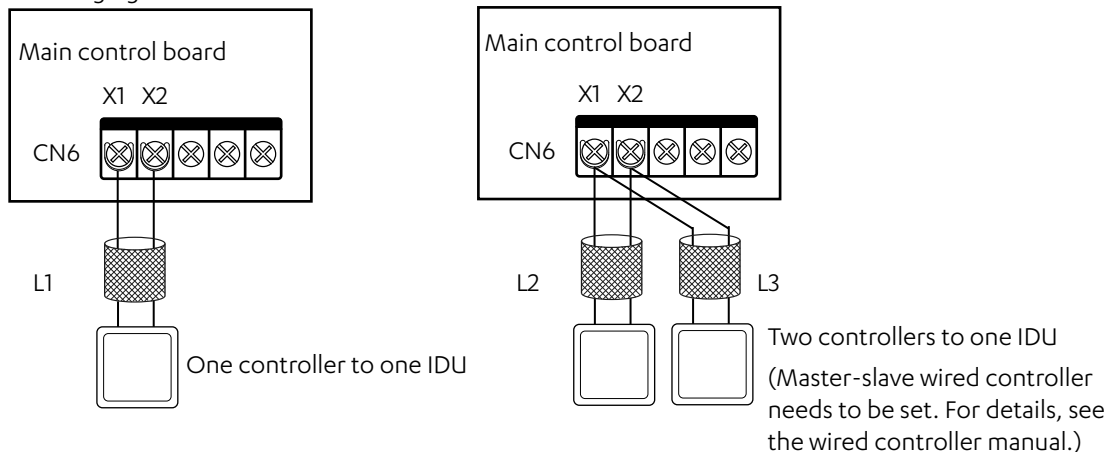 Main control board
X1 X2
CN6
L1
One controller to one IDU
Main control board
X1 X2
CN6
L2
L3
Two controllers to one IDU
(Master-slave wired controller
needs to be set. For details, see
the wired controller manual.)